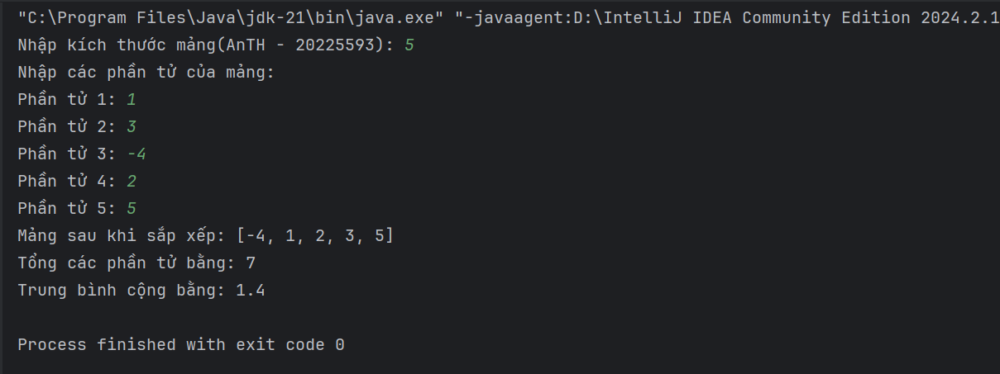 "C:\Program Files\Java\jdk-21\bin\java.exe" "-javaagent:D:\IntelliJ IDEA Community Edition 2024.2.1
Nhập kích thước mảng(AnTH - 20225593): 5
Nhập các phần tử của mảng:
Phần tử 1: 1
Phần tử 2: 3
Phần tử 3: -4
Phần tử 4: 2
Phần tử 5: 5
Mảng sau khi sắp xếp: [-4, 1, 2, 3, 5]
Tổng các phần tử bằng: 7
Trung bình cộng bằng: 1.4
Process finished with exit code 0